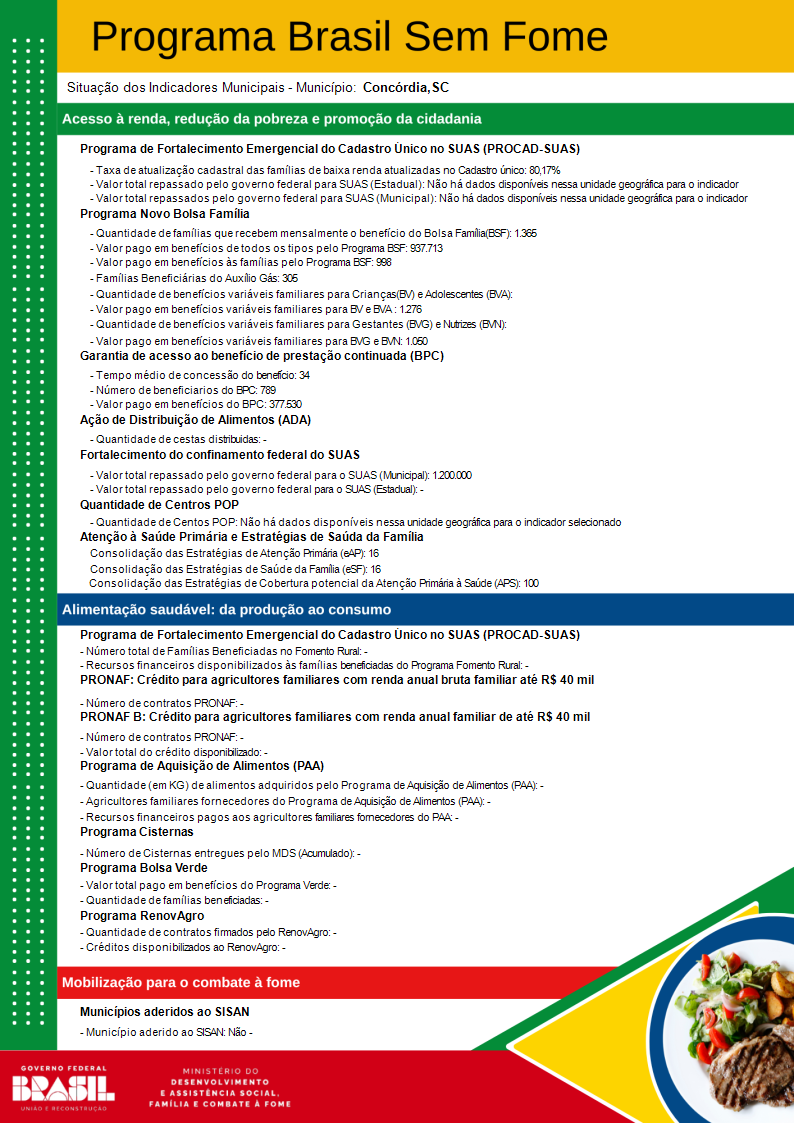 Programa Brasil Sem Fome
Situação dos Indicadores Municipais - Município: Concórdia,SC
Acesso à renda, redução da pobreza e promoção da cidadania
Programa de Fortalecimento Emergencial do Cadastro Único no SUAS (PROCAD-SUAS)
- Taxa de atualização cadastral das famílias de baixa renda atualizadas no Cadastro único: 80,17%
- Valor total repassado pelo governo federal para SUAS (Estadual): Não há dados disponíveis nessa unidade geográfica para o indicador
- Valor total repassados pelo governo federal para SUAS (Municipal): Não há dados disponíveis nessa unidade geográfica para o indicador
Programa Novo Bolsa Família
- Quantidade de famílias que recebem mensalmente o benefício do Bolsa Família(BSF): 1.365
- Valor pago em benefícios de todos os tipos pelo Programa BSF: 937.713
- Valor pago em benefícios às famílias pelo Programa BSF: 998
- Famílias Beneficiárias do Auxílio Gás: 305
- Quantidade de benefícios variáveis familiares para Crianças(BV) e Adolescentes (BVA):
- Valor pago em benefícios variáveis familiares para BV e BVA : 1.276
- Quantidade de benefícios variáveis familiares para Gestantes (BVG) e Nutrizes (BVN):
- Valor pago em benefícios variáveis familiares para BVG e BVN: 1.050
Garantia de acesso ao benefício de prestação continuada (BPC)
- Tempo médio de concessão do benefício: 34
- Número de beneficiarios do BPC: 789
- Valor pago em benefícios do BPC: 377.530
Ação de Distribuição de Alimentos (ADA)
- Quantidade de cestas distribuidas: -
Fortalecimento do confinamento federal do SUAS
- Valor total repassado pelo governo federal para o SUAS (Municipal): 1.200.000
- Valor total repassado pelo governo federal para o SUAS (Estadual): -
Quantidade de Centros POP
- Quantidade de Centos POP: Não há dados disponíveis nessa unidade geográfica para o indicador selecionado
Atenção à Saúde Primária e Estratégias de Saúda da Família
Consolidação das Estratégias de Atenção Primária (eAP): 16
Consolidação das Estratégias de Saúde da Família (eSF): 16
Consolidação das Estratégias de Cobertura potencial da Atenção Primária à Saúde (APS): 100
Alimentação saudável: da produção ao consumo
Programa de Fortalecimento Emergencial do Cadastro Único no SUAS (PROCAD-SUAS)
- Número total de Famílias Beneficiadas no Fomento Rural: -
- Recursos financeiros disponibilizados às famílias beneficiadas do Programa Fomento Rural: -
PRONAF: Crédito para agricultores familiares com renda anual bruta familiar até R$ 40 mil
- Número de contratos PRONAF: -
PRONAF B: Crédito para agricultores familiares com renda anual familiar de até R$ 40 mil
- Número de contratos PRONAF: -
- Valor total do crédito disponibilizado: -
Programa de Aquisição de Alimentos (PAA)
- Quantidade (em KG) de alimentos adquiridos pelo Programa de Aquisição de Alimentos (PAA): -
- Agricultores familiares fornecedores do Programa de Aquisição de Alimentos (PAA): -
- Recursos financeiros pagos aos agricultores familiares fornecedores do PAA: -
Programa Cisternas
- Número de Cisternas entregues pelo MDS (Acumulado): -
Programa Bolsa Verde
- Valor total pago em benefícios do Programa Verde: -
- Quantidade de famílias beneficiadas: -
Programa RenovAgro
- Quantidade de contratos firmados pelo RenovAgro: -
- Créditos disponibilizados ao RenovAgro: -
Mobilização para o combate à fome
Municípios aderidos ao SISAN
- Município aderido ao SISAN: Não -
GOVERNO FEDERAL
BRASIL
UNIÃO E RECONSTRUÇÃO
MINISTÉRIO DO
DESENVOLVIMENTO
E ASSISTÊNCIA SOCIAL,
FAMÍLIA E COMBATE À FOME